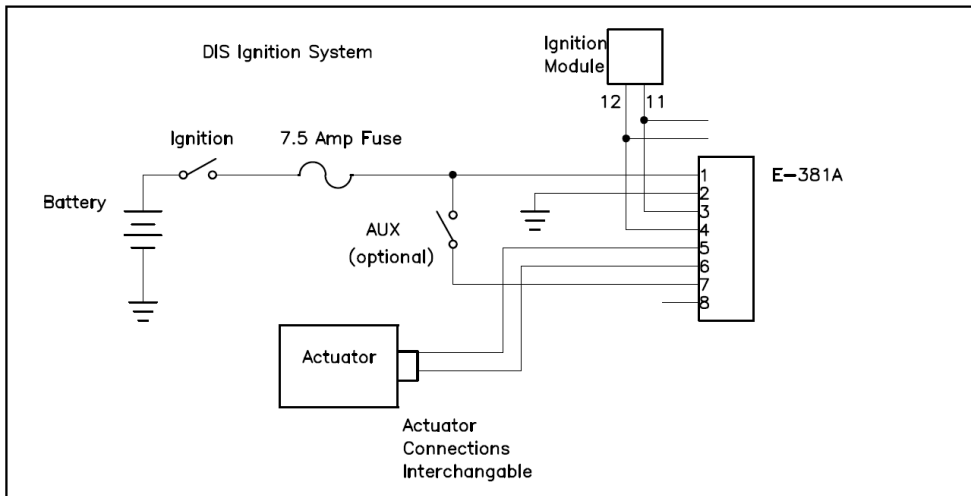 DIS Ignition System
Ignition
Module
12 11
Ignition
7.5 Amp Fuse
Battery
AUX
(optional)
E-381A
1
2
3
4
5
6
7
8
Actuator
Actuator
Connections
Interchangable